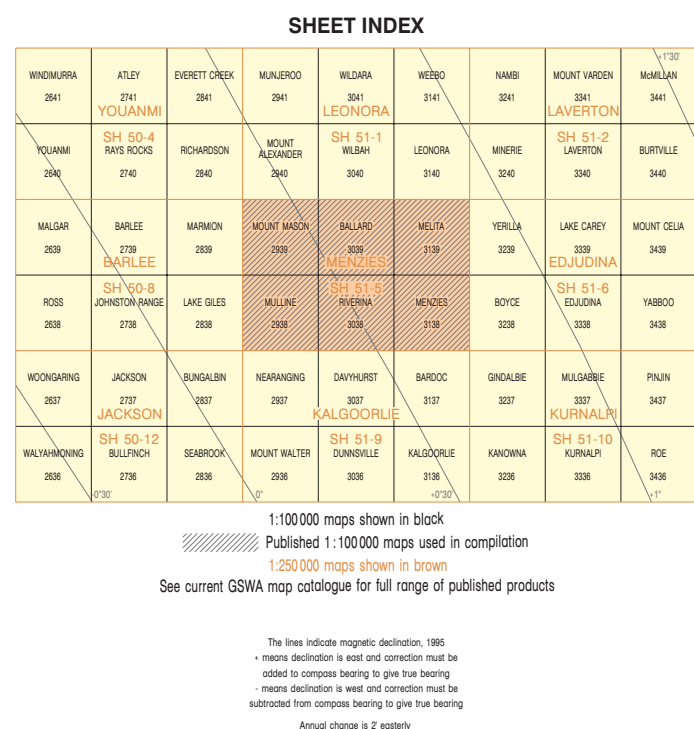 SHEET INDEX
+1°30'
WINDIMURRA ATLEY EVERETT CREEK MUNJEROO WILDARA WEEBO NAMBI MOUNT VARDEN McMILLAN
2641 2741 2841 2941 3041 3141 3241 3341 3441
YOUANMI LEONORA LAVERTON
SH 50-4 SH 51-1 SH 51-2
YOUANMI RAYS ROCKS RICHARDSON MOUNT ALEXANDER WILBAH LEONORA MINERIE LAVERTON BURTVILLE
2640 2740 2840 2940 3040 3140 3240 3340 3440
MALGAR BARLEE MARMION MOUNT MASON BALLARD MELITA YERILLA LAKE CAREY MOUNT CELIA
2639 2739 2839 2939 3039 3139 3239 3339 3439
BARLEE MENZIES EDJUDINA
SH 50-8 SH 51-5 SH 51-6
ROSS JOHNSTON RANGE LAKE GILES MULLINE RIVERINA MENZIES BOYCE EDJUDINA YABBOO
2638 2738 2838 2938 3038 3138 3238 3338 3438
WOONGARING JACKSON BUNGALBIN NEARANGING DAVYHURST BARDOC GINDALBIE MULGABBIE PINJIN
2637 2737 2837 2937 3037 3137 3237 3337 3437
JACKSON KALGOORLIE KURNALPI
SH 50-12 SH 51-9 SH 51-10
WALYAHMONING BULLFINCH SEABROOK MOUNT WALTER DUNNSVILLE KALGOORLIE KANOWNA KURNALPI ROE
2636 2736 2836 2936 3036 3136 3236 3336 3436
-0°30' 0° +0°30' +1°
1:100 000 maps shown in black
Published 1:100 000 maps used in compilation
1:250 000 maps shown in brown
See current GSWA map catalogue for full range of published products
The lines indicate magnetic declination, 1995
+ means declination is east and correction must be
added to compass bearing to give true bearing
- means declination is west and correction must be
subtracted from compass bearing to give true bearing
Annual change is 2' easterly